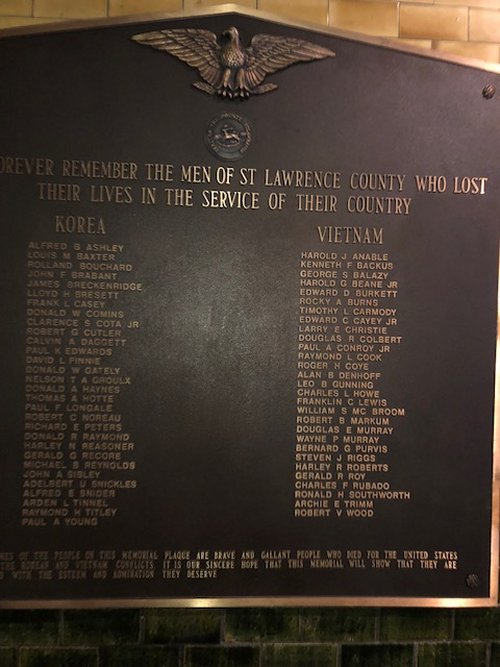 OREVER REMEMBER THE MEN OF ST LAWRENCE COUNTY WHO LOST
THEIR LIVES IN THE SERVICE OF THEIR COUNTRY
KOREA
ALFRED B ASHLEY
LOUIS M BAXTER
ROLLAND BOUCHARD
JOHN F BRABANT
JAMES BRECKENRIDGE
LLOYD H BRESETT
FRANK L CASEY
DONALD W COMINS
CLARENCE S COTA JR
ROBERT G CUTLER
CALVIN A DAGGETT
PAUL K EDWARDS
DAVID L FINNIE
DONALD W GATELY
NELSON T A GROULX
DONALD A HAYNES
THOMAS A HOTTE
PAUL F LONGALE
ROBERT C NOREAU
RICHARD E PETERS
DONALD R RAYMOND
HARLEY N REASONER
GERALD G RECORE
MICHAEL B REYNOLDS
JOHN A SIBLEY
ADELBERT U SNICKLES
ALFRED E SNIDER
ARDEN L TINNEL
RAYMOND H TITLEY
PAUL A YOUNG
VIETNAM
HAROLD J ANABLE
KENNETH F BACKUS
GEORGE S BALAZY
HAROLD G BEANE JR
EDWARD D BURKETT
ROCKY A BURNS
TIMOTHY L CARMODY
EDWARD C CAYEY JR
LARRY E CHRISTIE
DOUGLAS R COLBERT
PAUL A CONROY JR
RAYMOND L COOK
ROGER H COYE
ALAN B DENHOFF
LEO B GUNNING
CHARLES L HOWE
FRANKLIN C LEWIS
WILLIAM S MC BROOM
ROBERT B MARKUM
DOUGLAS E MURRAY
WAYNE P MURRAY
BERNARD G PURVIS
STEVEN J RIGGS
HARLEY R ROBERTS
GERALD R ROY
CHARLES F RUBADO
RONALD H SOUTHWORTH
ARCHIE E TRIMM
ROBERT V WOOD
MES OF THE PEOPLE ON THIS MEMORIAL PLAQUE ARE BRAVE AND GALLANT PEOPLE WHO DIED FOR THE UNITED STATES
THE KOREAN AND VIETNAM CONFLICTS IT IS OUR SINCERE HOPE THAT THIS MEMORIAL WILL SHOW THAT THEY ARE
D WITH THE ESTEEM AND ADMIRATION THEY DESERVE